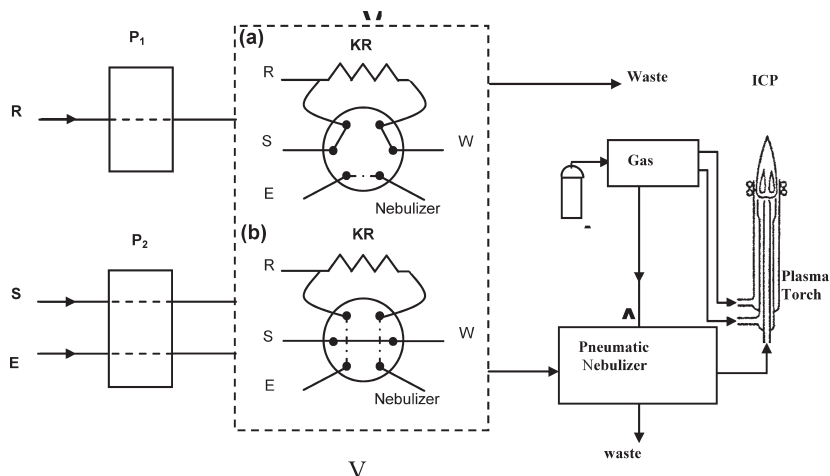 P1
R
P2
S
E
(a)
KR
R
S
W
E
Nebulizer
(b)
KR
R
S
W
E
Nebulizer
V
Waste
ICP
Gas
Plasma
Torch
Pneumatic
Nebulizer
waste